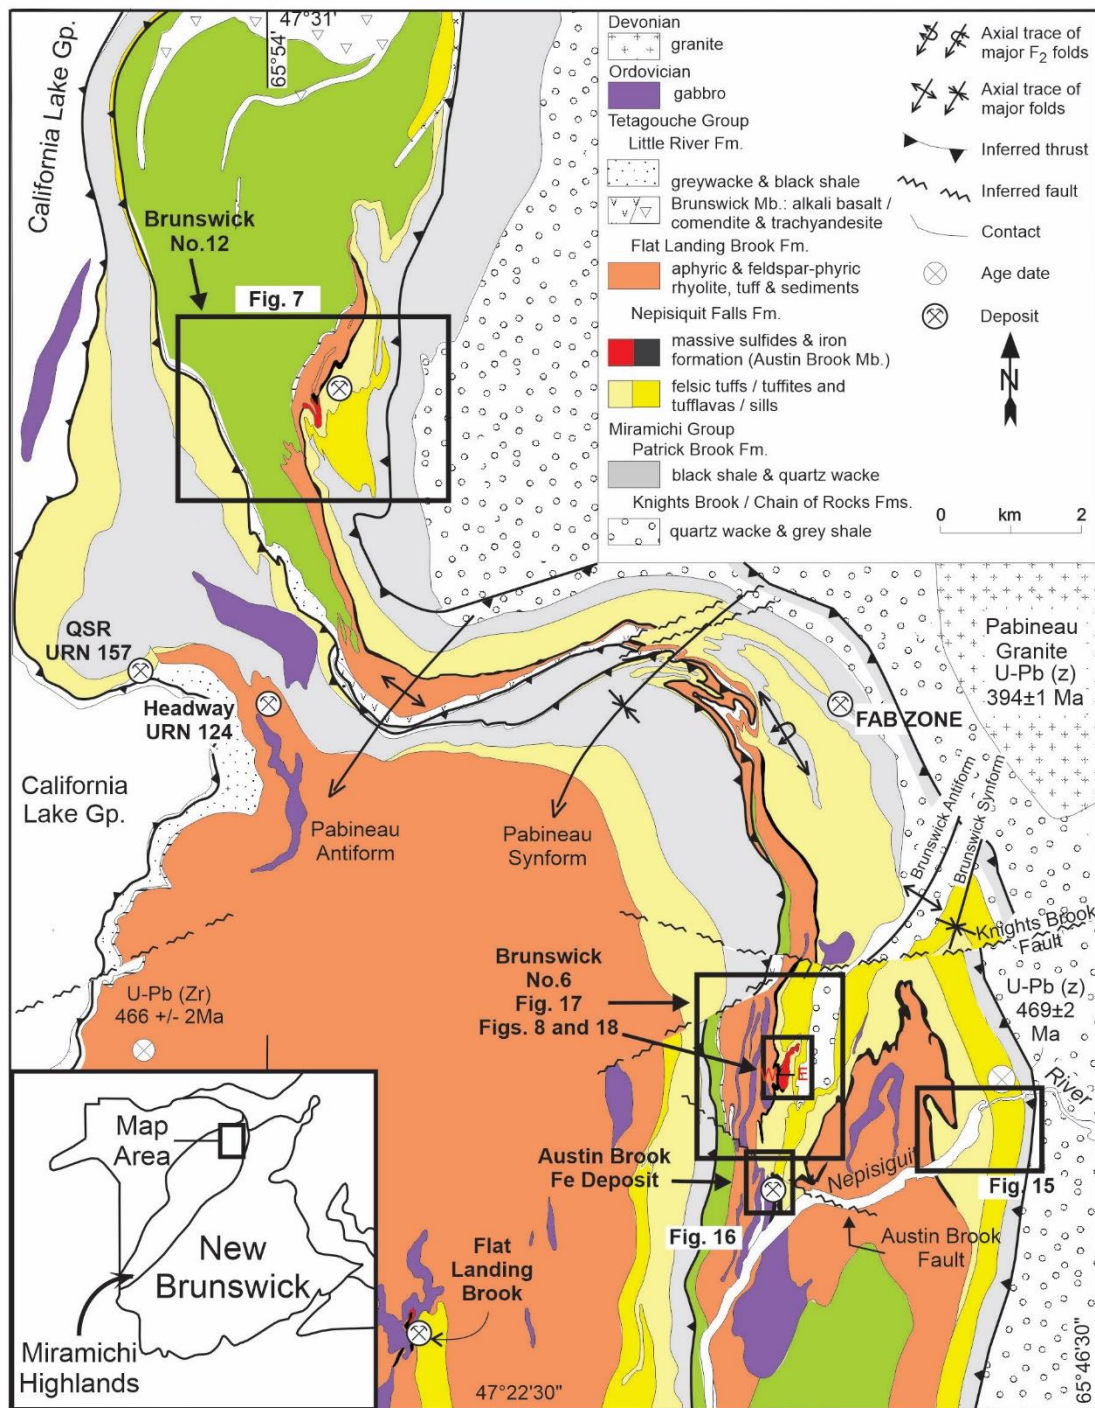 47°31'
65°54'
California Lake Gp.
Brunswick
No.12
Fig. 7
Devonian
granite
Ordovician
gabbro
Tetagouche Group
Little River Fm.
greywacke & black shale
Brunswick Mb.: alkali basalt /
comendite & trachyandesite
Flat Landing Brook Fm.
aphyric & feldspar-phyric
rhyolite, tuff & sediments
Nepisiquit Falls Fm.
massive sulfides & iron
formation (Austin Brook Mb.)
felsic tuffs / tuffites and
tufflavas / sills
Miramichi Group
Patrick Brook Fm.
black shale & quartz wacke
Knights Brook / Chain of Rocks Fms.
quartz wacke & grey shale
Axial trace of
major F2 folds
Axial trace of
major folds
Inferred thrust
Inferred fault
Contact
Age date
Deposit
N
0 km 2
QSR
URN 157
Headway
URN 124
California
Lake Gp.
Pabineau
Antiform
Pabineau
Synform
FAB ZONE
Pabineau
Granite
U-Pb (z)
394±1 Ma
Brunswick Antiform
Brunswick Synform
Knights Brook
Fault
U-Pb (z)
469±2
Ma
River
U-Pb (Zr)
466 +/- 2Ma
Brunswick
No.6
Fig. 17
Figs. 8 and 18
W E
Austin Brook
Fe Deposit
Nepisiguit
Fig. 15
Fig. 16
Austin Brook
Fault
Flat
Landing
Brook
47°22'30"
65°46'30"
Map
Area
New
Brunswick
Miramichi
Highlands